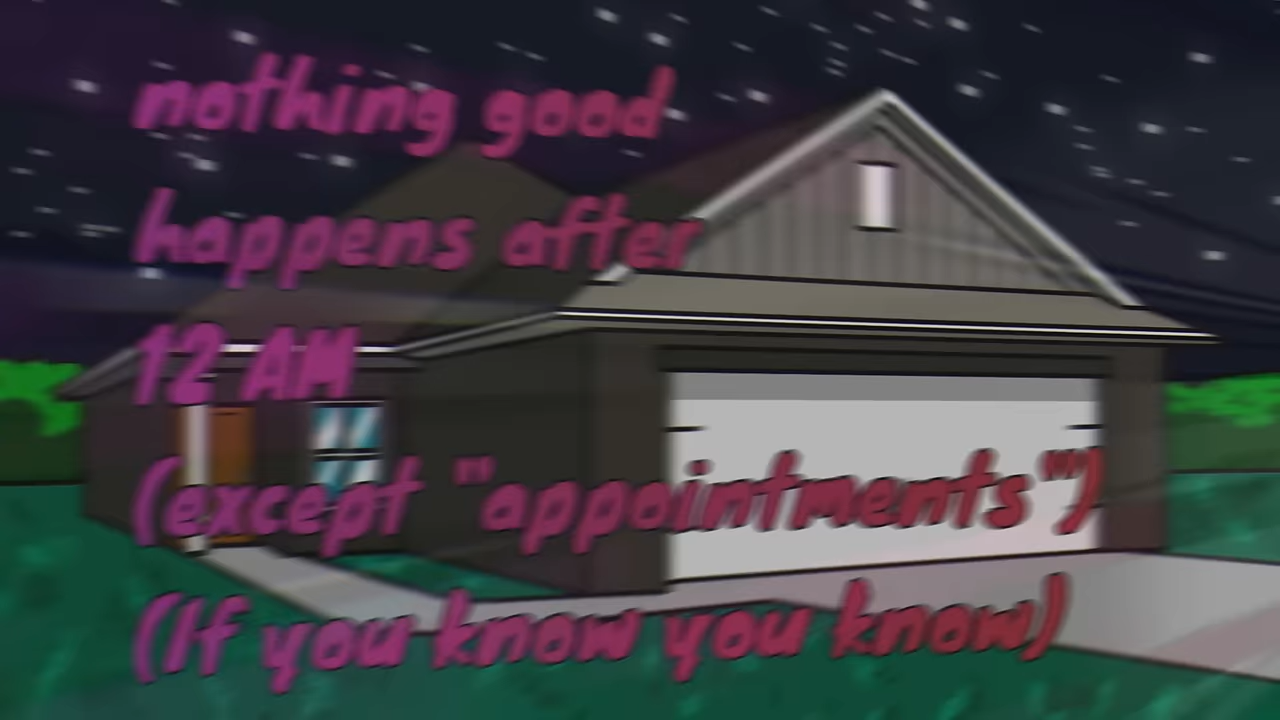 nothing good
happens after
12 AM
(except "appointments")
(If you know you know)